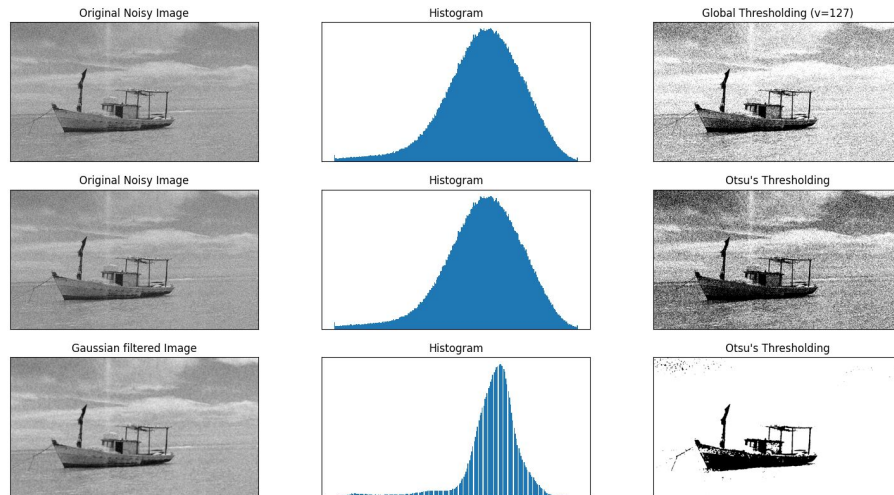 Original Noisy Image
Histogram
Global Thresholding (v=127)
Original Noisy Image
Histogram
Otsu's Thresholding
Gaussian filtered Image
Histogram
Otsu's Thresholding